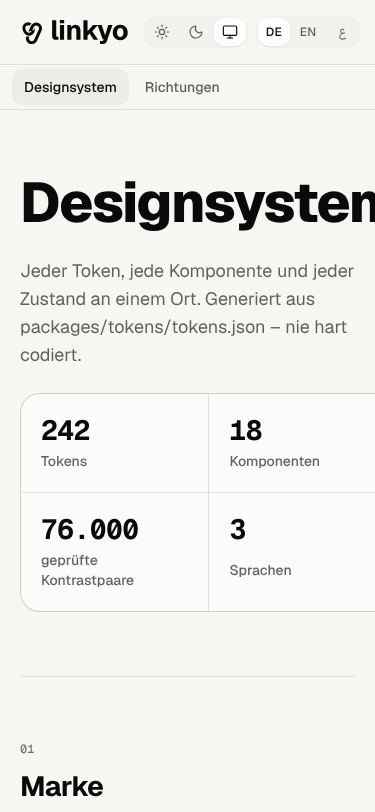 linkyo
DE EN ع
Designsystem Richtungen
Designsystem
Jeder Token, jede Komponente und jeder
Zustand an einem Ort. Generiert aus
packages/tokens/tokens.json – nie hart
codiert.
242 18
Tokens Komponenten
76.000 3
geprüfte
Kontrastpaare
Sprachen
01
Marke